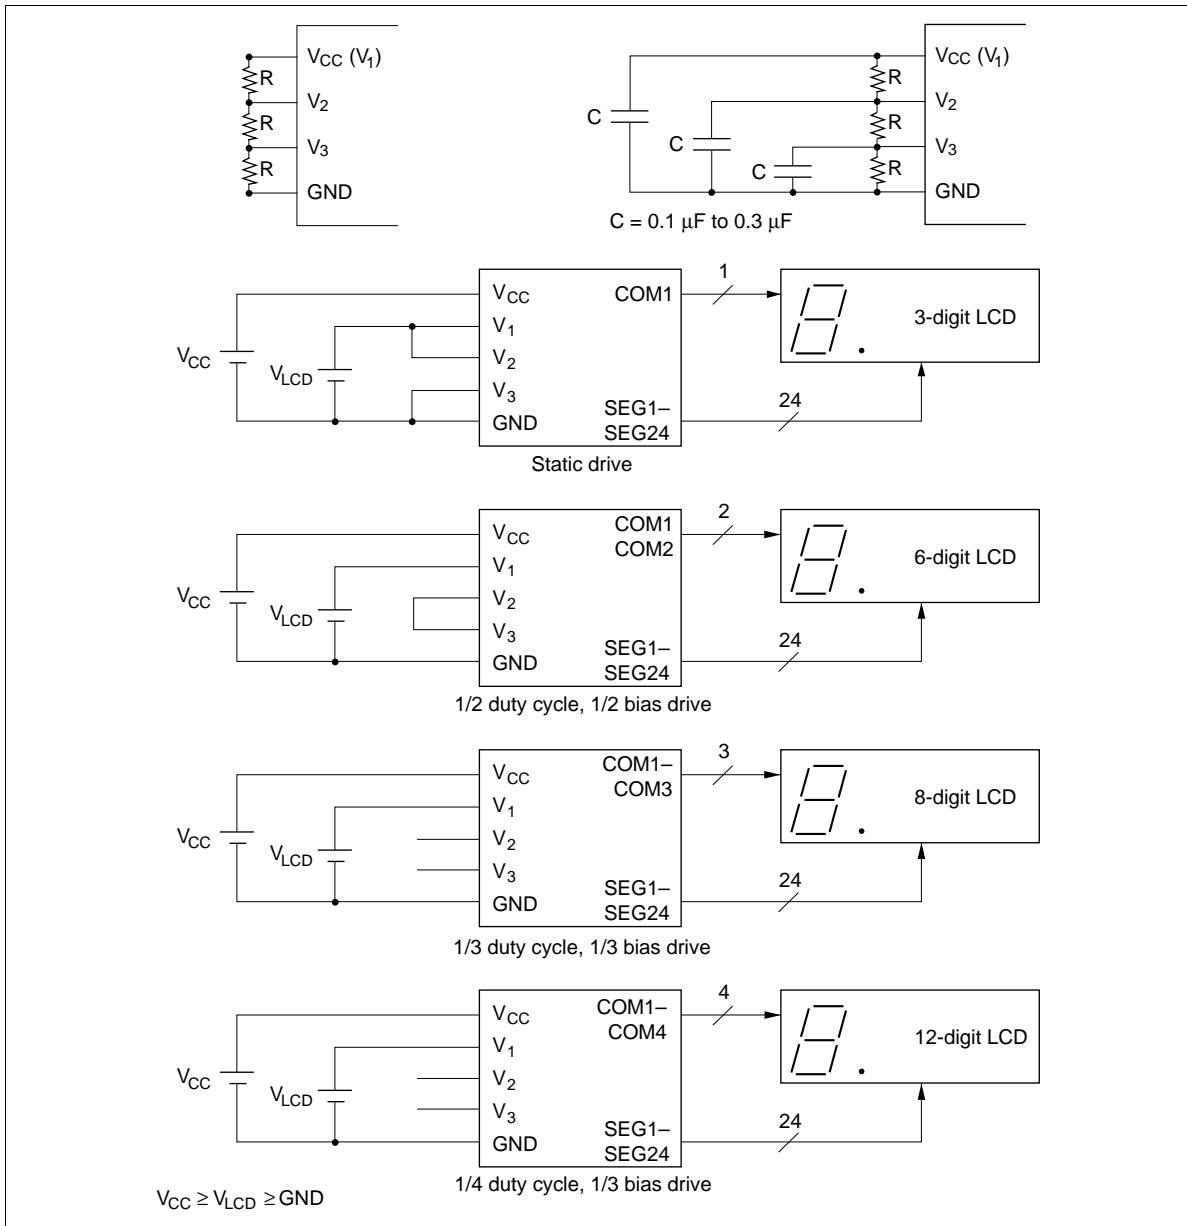 V_CC (V_1)
R
V_2
R
V_3
R
GND
V_CC (V_1)
R
C
V_2
R
C
V_3
C
R
GND
C = 0.1 μF to 0.3 μF
V_CC
COM1
1
3-digit LCD
V_1
V_CC
V_2
V_LCD
V_3
GND
SEG1–
SEG24
24
Static drive
V_CC
COM1
COM2
2
6-digit LCD
V_1
V_CC
V_2
V_LCD
V_3
GND
SEG1–
SEG24
24
1/2 duty cycle, 1/2 bias drive
V_CC
COM1–
COM3
3
8-digit LCD
V_1
V_CC
V_2
V_LCD
V_3
GND
SEG1–
SEG24
24
1/3 duty cycle, 1/3 bias drive
V_CC
COM1–
COM4
4
12-digit LCD
V_1
V_CC
V_2
V_LCD
V_3
GND
SEG1–
SEG24
24
1/4 duty cycle, 1/3 bias drive
V_CC ≥ V_LCD ≥ GND